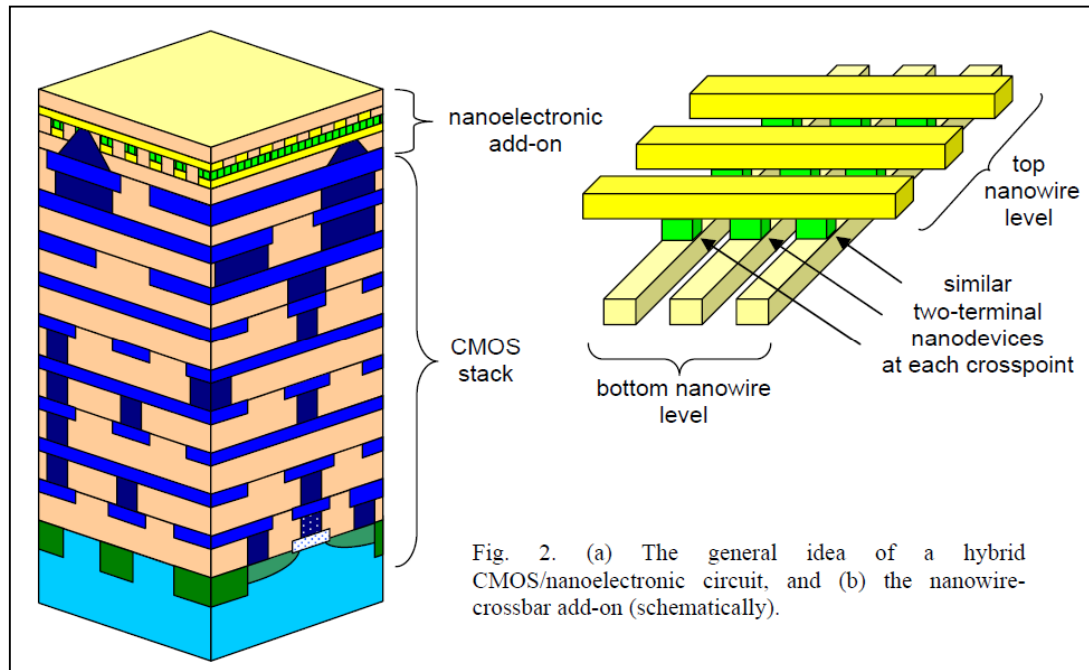 nanoelectronic
add-on
CMOS
stack
top
nanowire
level
similar
two-terminal
nanodevices
at each crosspoint
bottom nanowire
level
Fig. 2. (a) The general idea of a hybrid
CMOS/nanoelectronic circuit, and (b) the nanowire-
crossbar add-on (schematically).